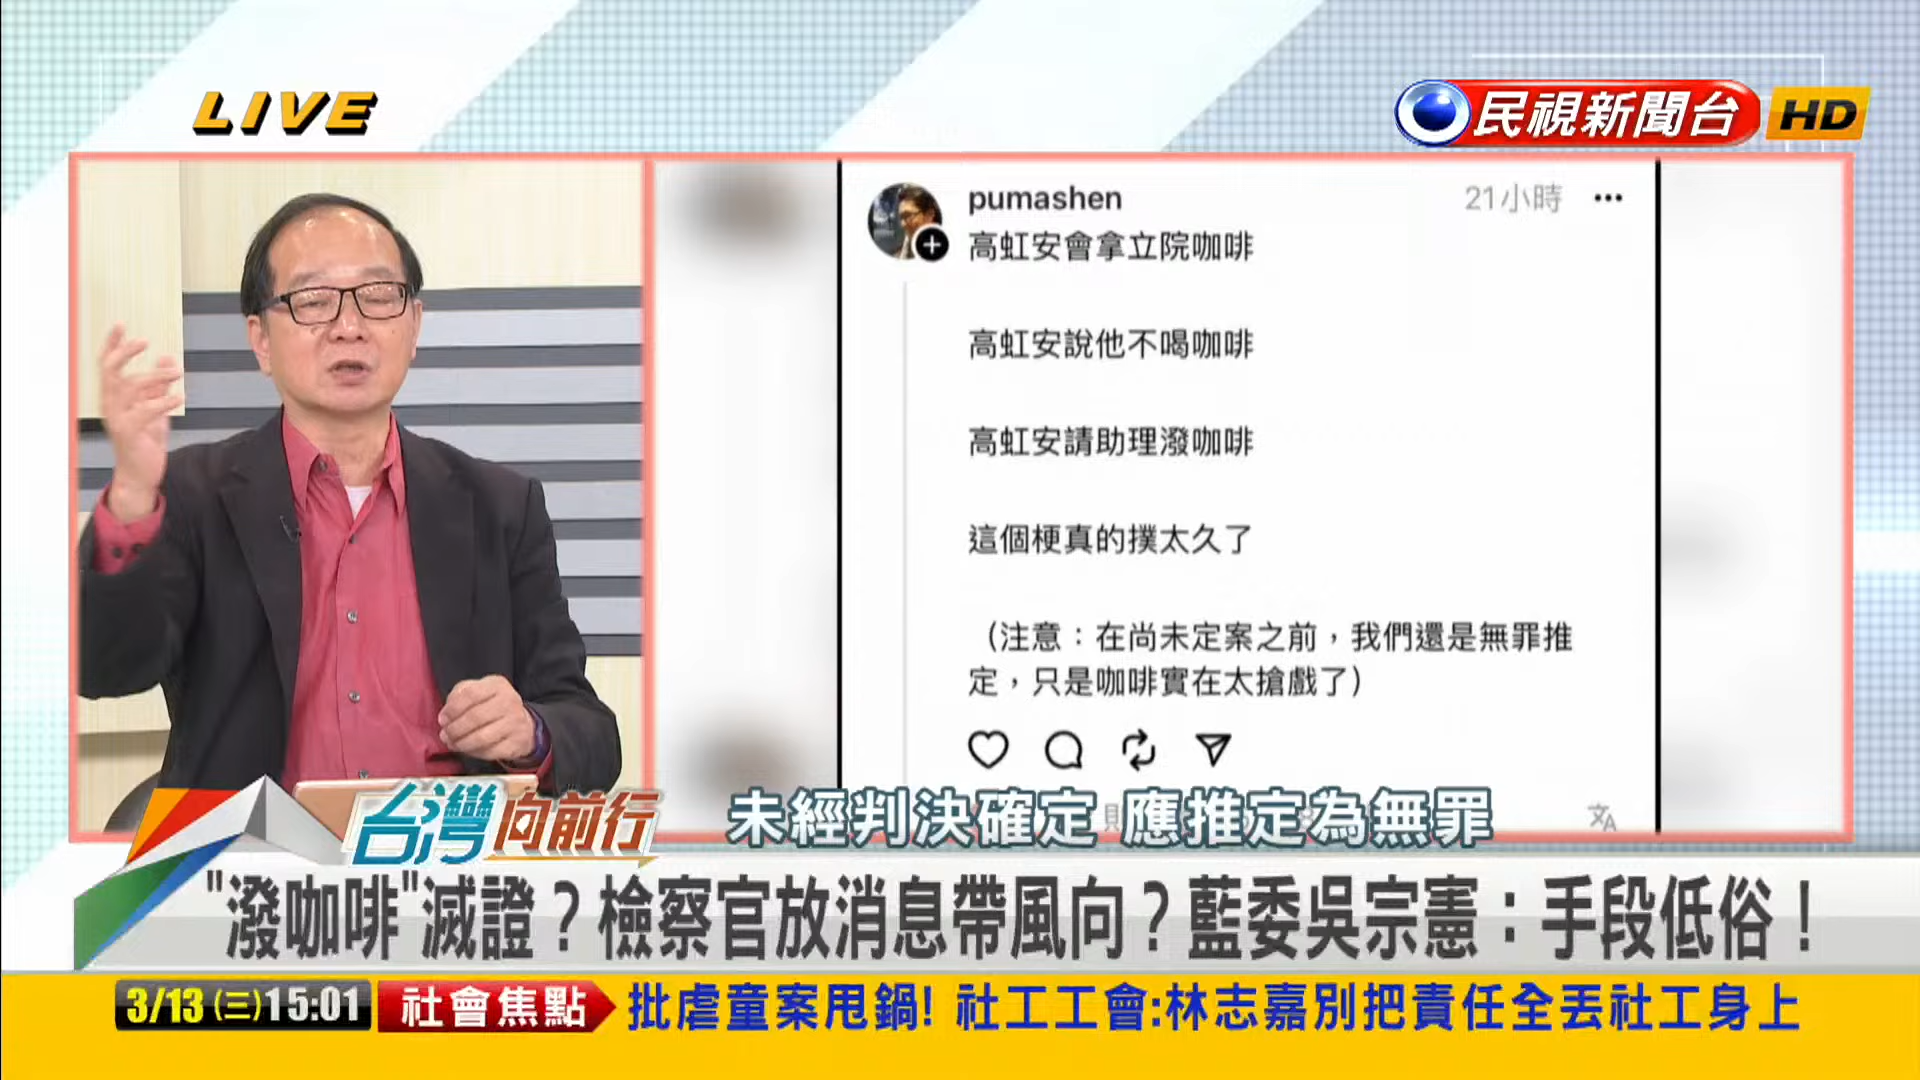 LIVE
民視新聞台
HD
pumashen
21小時
高虹安會拿立院咖啡
高虹安說他不喝咖啡
高虹安請助理潑咖啡
這個梗真的撲太久了
（注意：在尚未定案之前，我們還是無罪推
定，只是咖啡實在太搶戲了）
台灣向前行
未經判決確定 應推定為無罪
"潑咖啡"滅證？檢察官放消息帶風向？藍委吳宗憲：手段低俗！
3/13(三)15:01
社會焦點
批虐童案甩鍋! 社工工會:林志嘉別把責任全丟社工身上